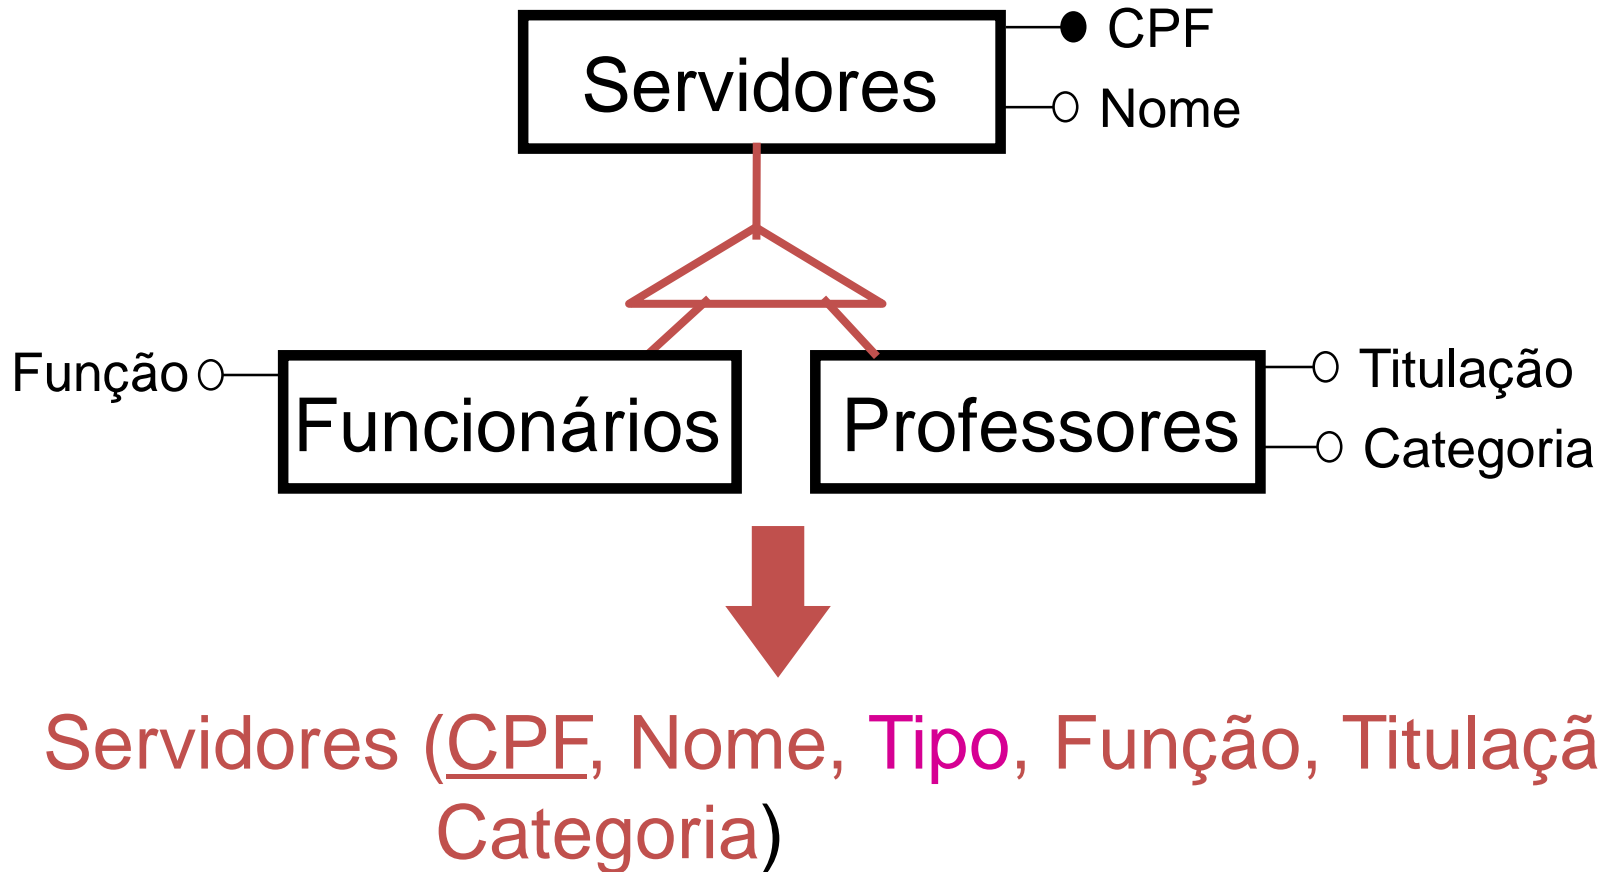 CPF
Servidores
Nome
Função
Titulação
Funcionários
Professores
Categoria
Servidores (CPF, Nome, Tipo, Função, Titulaçã
Categoria)